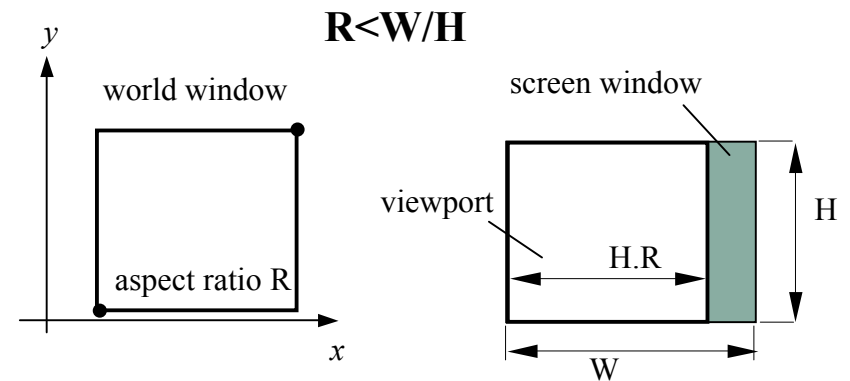 R<W/H
y
world window
screen window
viewport
H
aspect ratio R
H.R
x
W